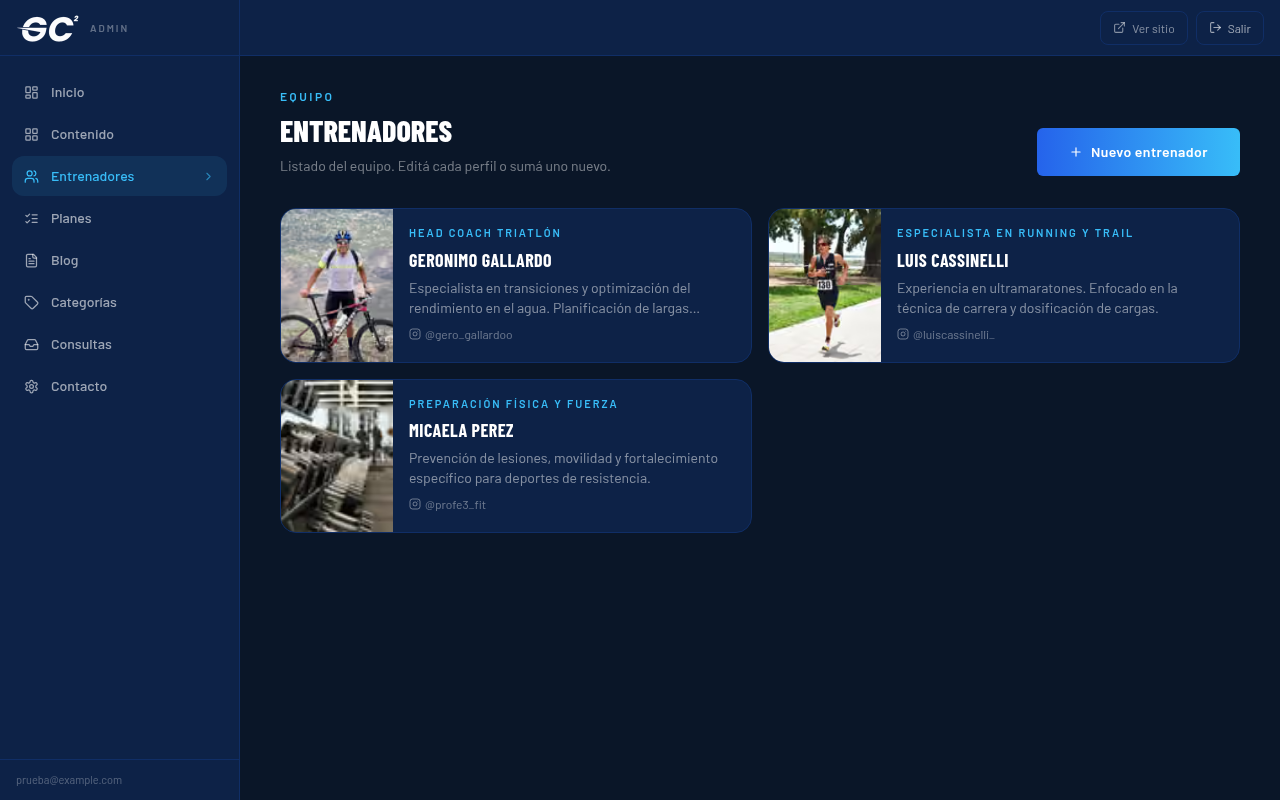 GC²
ADMIN
Ver sitio
Salir
Inicio
Contenido
Entrenadores
Planes
Blog
Categorías
Consultas
Contacto
EQUIPO
ENTRENADORES
Listado del equipo. Editá cada perfil o sumá uno nuevo.
Nuevo entrenador
HEAD COACH TRIATLÓN
GERONIMO GALLARDO
Especialista en transiciones y optimización del
rendimiento en el agua. Planificación de largas...
@gero_gallardoo
ESPECIALISTA EN RUNNING Y TRAIL
LUIS CASSINELLI
Experiencia en ultramaratones. Enfocado en la
técnica de carrera y dosificación de cargas.
@luiscassinelli_
130
PREPARACIÓN FÍSICA Y FUERZA
MICAELA PEREZ
Prevención de lesiones, movilidad y fortalecimiento
específico para deportes de resistencia.
@profe3_fit
prueba@example.com